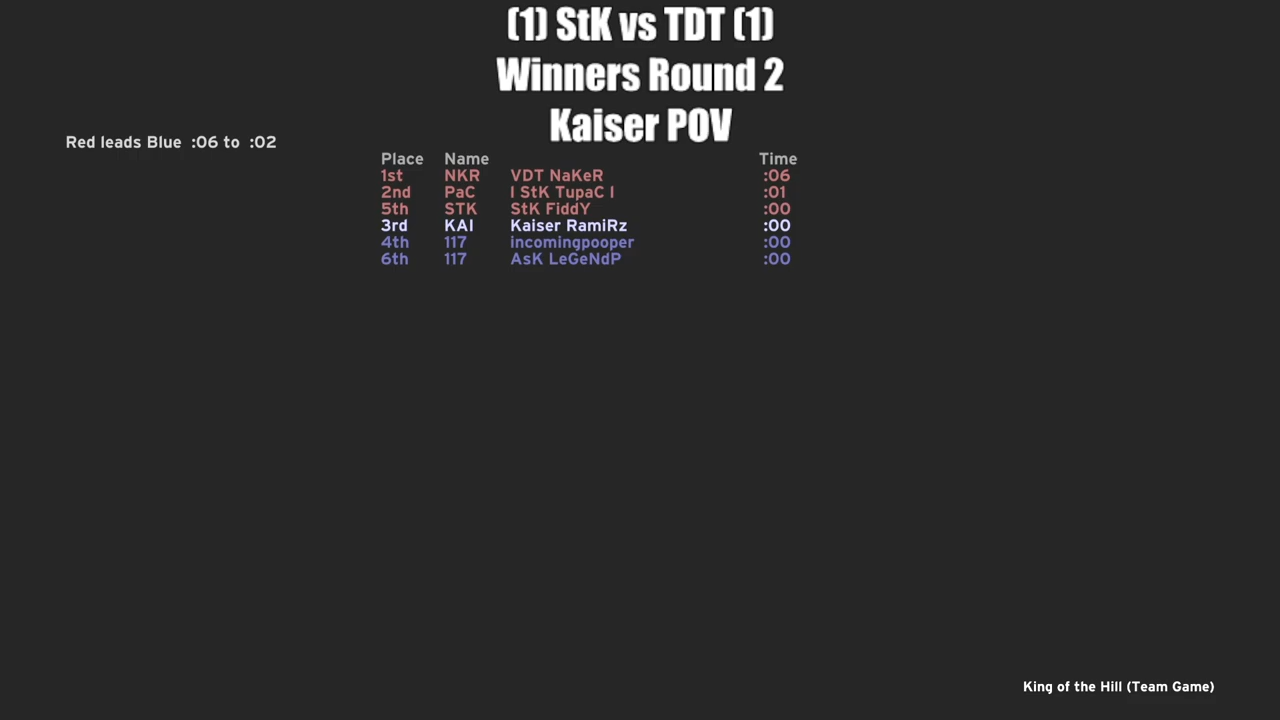 (1) StK vs TDT (1)
Winners Round 2
Kaiser POV
Red leads Blue :06 to :02
Place Name Time
1st NKR VDT NaKeR :06
2nd PaC l StK TupaC l :01
5th STK StK FiddY :00
3rd KAI Kaiser RamiRz :00
4th 117 incomingpooper :00
6th 117 AsK LeGeNdP :00
King of the Hill (Team Game)